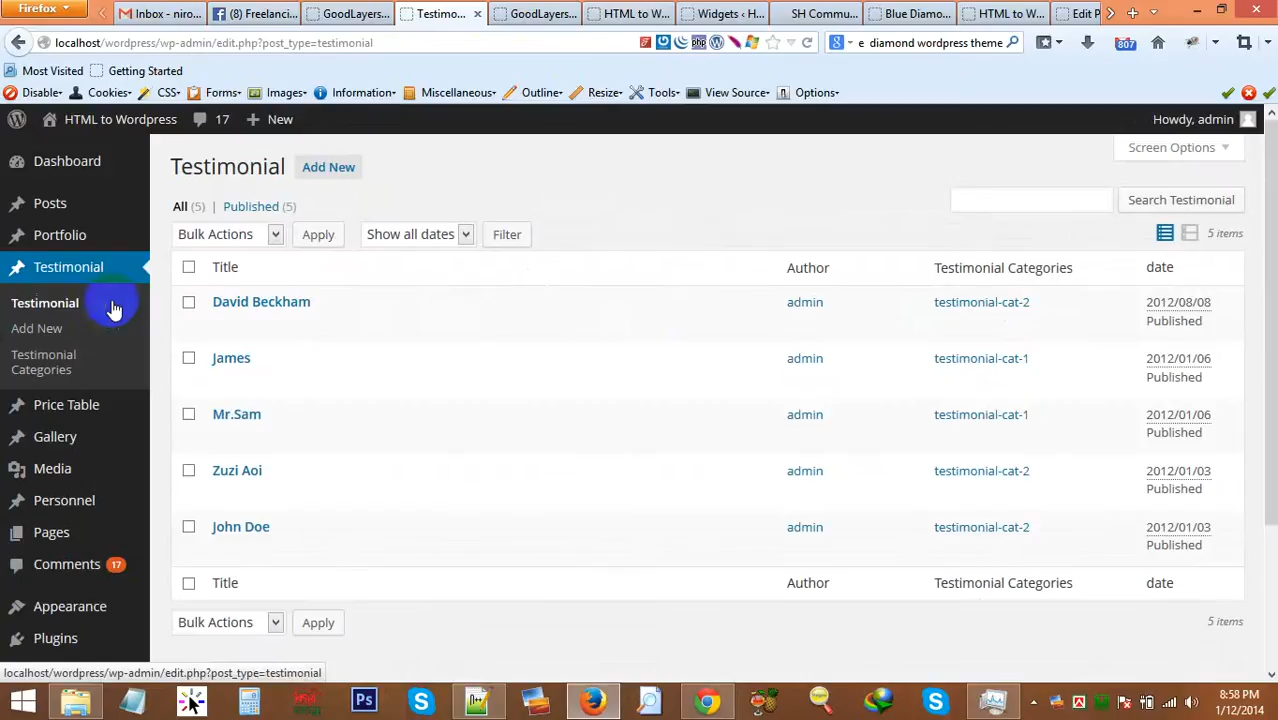 Firefox
Inbox - niro...
(8) Freelanci...
GoodLayers...
Testimo...
GoodLayers...
HTML to W...
Widgets ‹ H...
SH Commu...
Blue Diamo...
HTML to W...
Edit P
localhost/wordpress/wp-admin/edit.php?post_type=testimonial
e diamond wordpress theme
807
Most Visited
Getting Started
Disable
Cookies
CSS
Forms
Images
Information
Miscellaneous
Outline
Resize
Tools
View Source
Options
HTML to Wordpress
17
New
Howdy, admin
Dashboard
Posts
Portfolio
Testimonial
Testimonial
Add New
Testimonial
Categories
Price Table
Gallery
Media
Personnel
Pages
Comments 17
Appearance
Plugins
Screen Options
Testimonial Add New
All (5) | Published (5)
Search Testimonial
Bulk Actions
Apply
Show all dates
Filter
5 items
Title
Author
Testimonial Categories
date
David Beckham
admin
testimonial-cat-2
2012/08/08
Published
James
admin
testimonial-cat-1
2012/01/06
Published
Mr.Sam
admin
testimonial-cat-1
2012/01/06
Published
Zuzi Aoi
admin
testimonial-cat-2
2012/01/03
Published
John Doe
admin
testimonial-cat-2
2012/01/03
Published
Title
Author
Testimonial Categories
date
Bulk Actions
Apply
5 items
localhost/wordpress/wp-admin/edit.php?post_type=testimonial
Ps
8:58 PM
1/12/2014